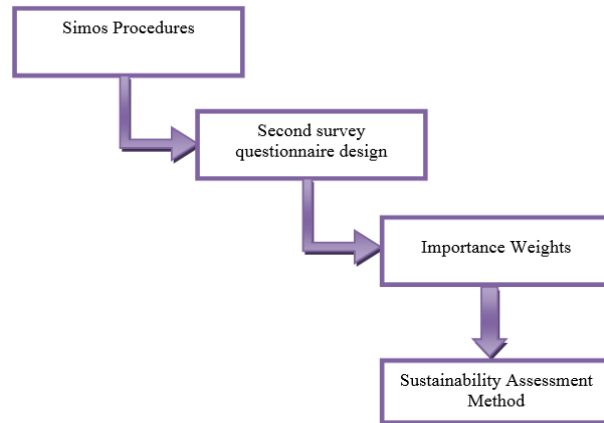 Simos Procedures
Second survey
questionnaire design
Importance Weights
Sustainability Assessment
Method